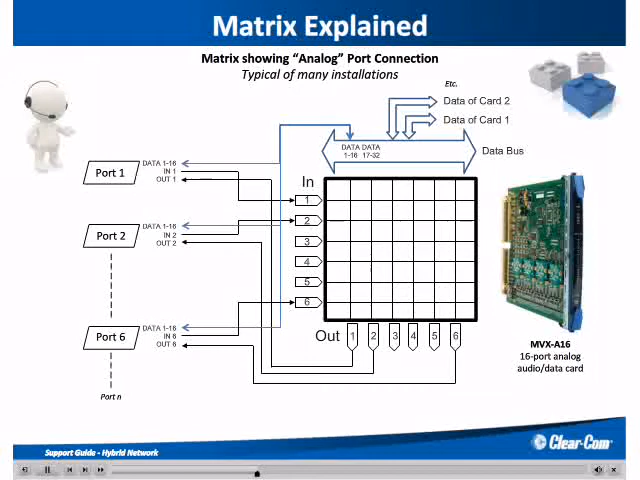 Matrix Explained
Matrix showing “Analog” Port Connection
Typical of many installations
Etc.
Data of Card 2
Data of Card 1
DATA DATA
1-16 17-32
Data Bus
Port 1
DATA 1-16
IN 1
OUT 1
In
1
2
3
4
5
6
Port 2
DATA 1-16
IN 2
OUT 2
Port 6
DATA 1-16
IN 6
OUT 6
Port n
Out
1 2 3 4 5 6
MVX-A16
16-port analog
audio/data card
Support Guide - Hybrid Network
Clear-Com